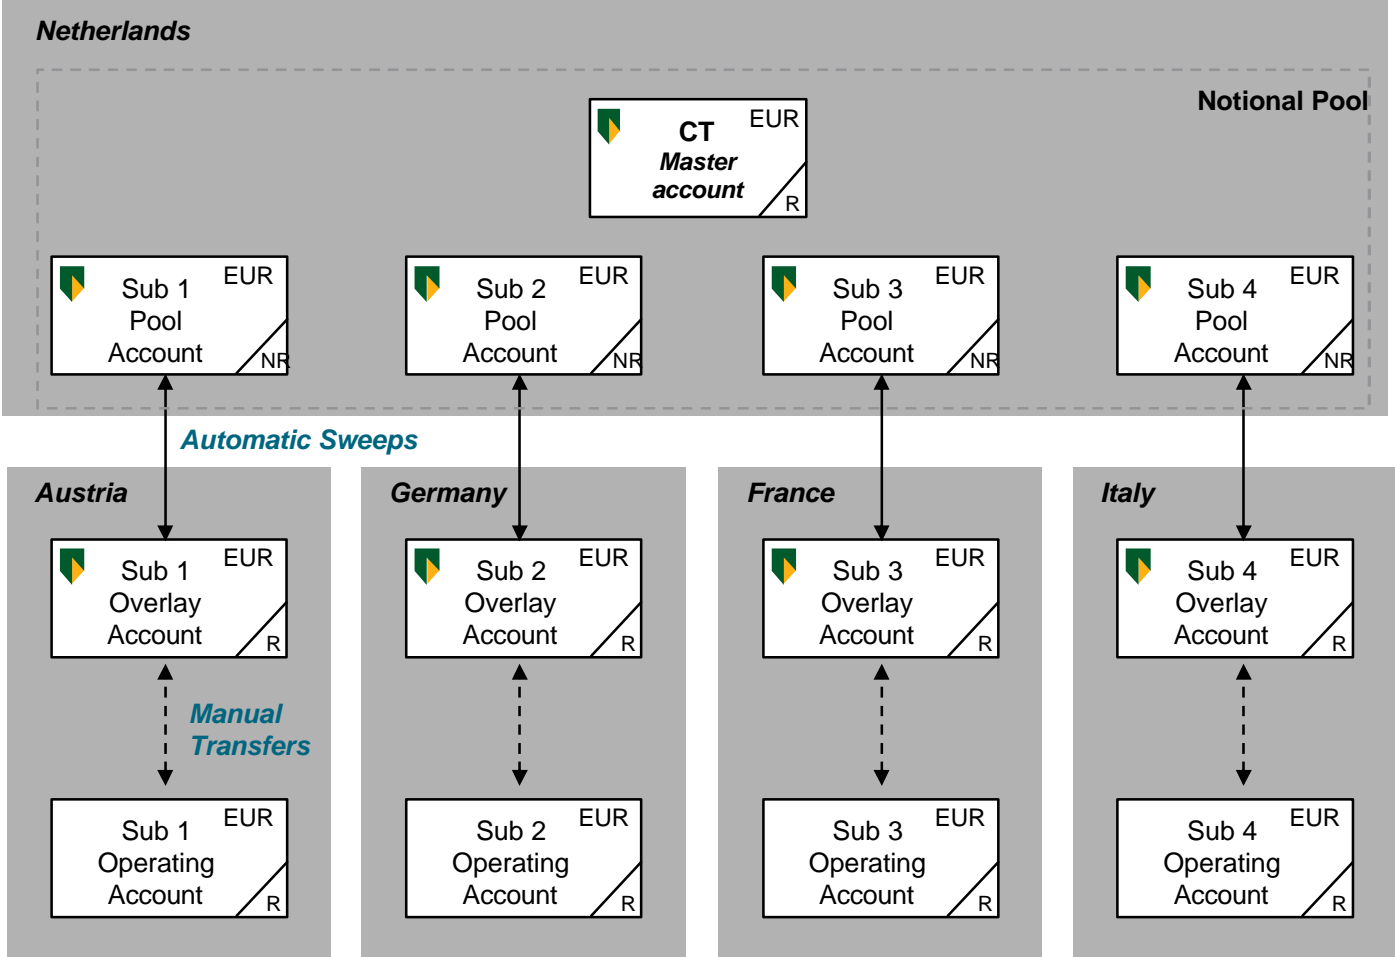 Netherlands
Notional Pool
CT
EUR
Master
account
R
Sub 1
EUR
Pool
Account
NR
Sub 2
EUR
Pool
Account
NR
Sub 3
EUR
Pool
Account
NR
Sub 4
EUR
Pool
Account
NR
Automatic Sweeps
Austria
Germany
France
Italy
Sub 1
EUR
Overlay
Account
R
Sub 2
EUR
Overlay
Account
R
Sub 3
EUR
Overlay
Account
R
Sub 4
EUR
Overlay
Account
R
Manual
Transfers
Sub 1
EUR
Operating
Account
R
Sub 2
EUR
Operating
Account
R
Sub 3
EUR
Operating
Account
R
Sub 4
EUR
Operating
Account
R